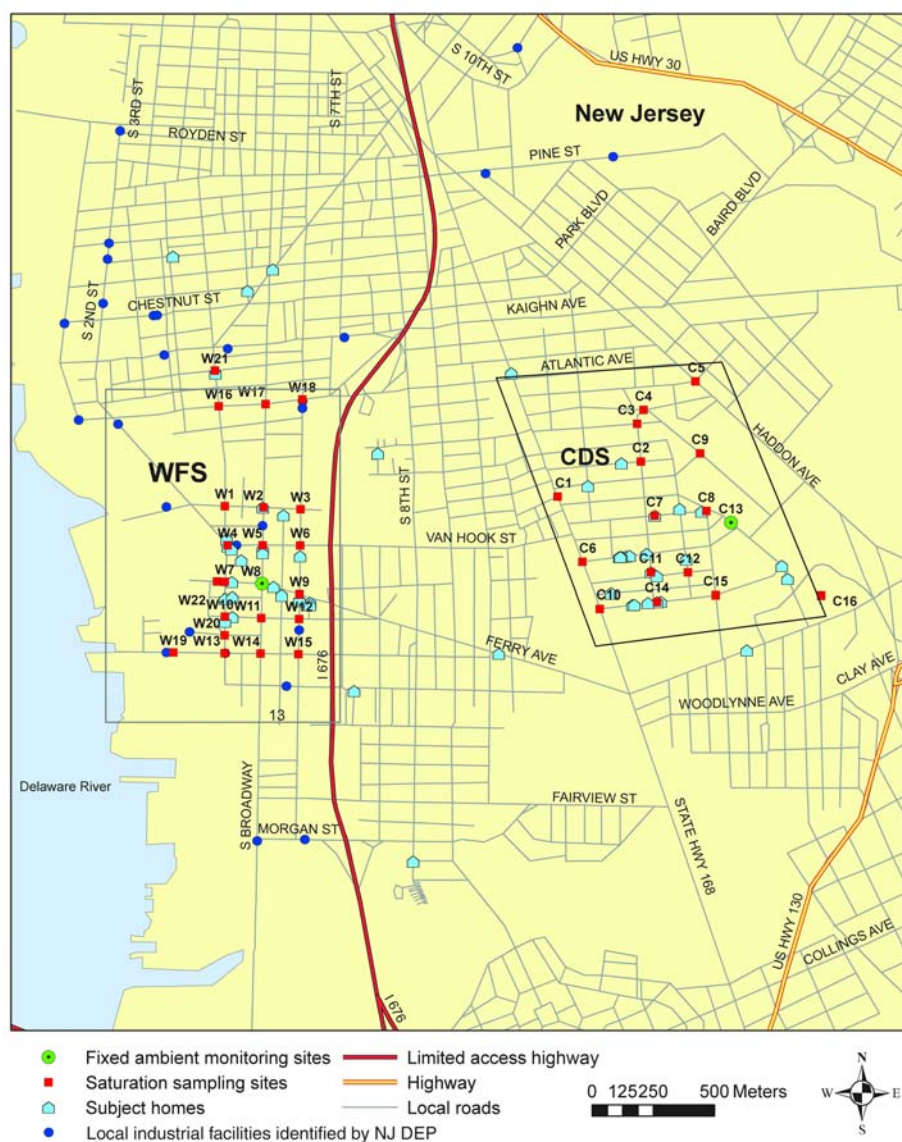 US HWY 30
S 10TH ST
S 7TH ST
S 3RD ST
New Jersey
ROYDEN ST
PINE ST
BAIRD BLVD
PARK BLVD
S 2ND ST
CHESTNUT ST
KAIGHN AVE
ATLANTIC AVE
W21
C5
W16
W17
W18
C4
C3
HADDON AVE
C9
WFS
CDS
C2
S 8TH ST
C1
W1
W2
W3
C7
C8
C13
W4
W5
W6
VAN HOOK ST
C6
W7
W8
W9
C11
C12
W22
W10
W11
W12
C10
C14
C15
C16
W20
W19
W13
W14
W15
FERRY AVE
CLAY AVE
I 676
WOODLYNNE AVE
13
Delaware River
S BROADWAY
FAIRVIEW ST
MORGAN ST
STATE HWY 168
US HWY 130
COLLINGS AVE
I 676
Fixed ambient monitoring sites
Limited access highway
Saturation sampling sites
Highway
Subject homes
Local roads
Local industrial facilities identified by NJ DEP
0 125250 500 Meters
N
W E
S